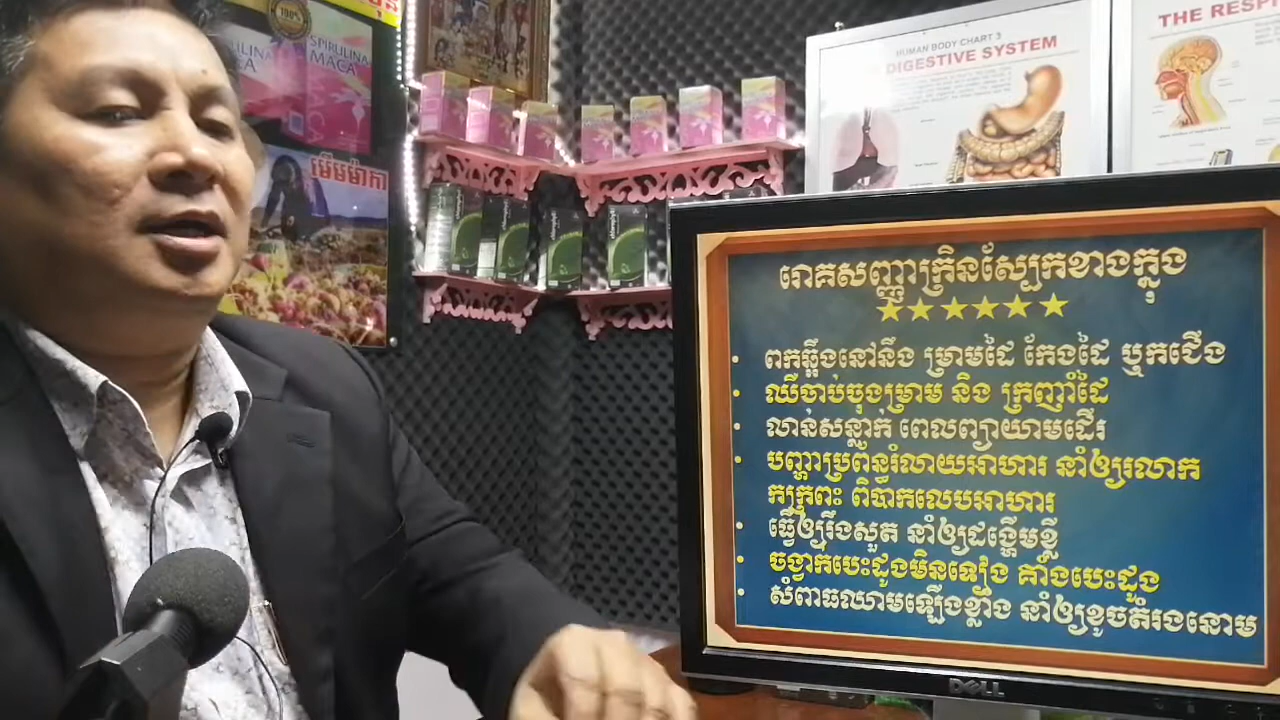 100%
SPIRULINA
MACA
មើមម៉ាកា
HUMAN BODY CHART 3
DIGESTIVE SYSTEM
THE RESPI
រោគសញ្ញាក្រិនស្បែកខាងក្នុង
ពកឆ្អឹងនៅនឹង ម្រាមដៃ កែងដៃ ឬកជើង
ឈឺចាប់ចុងម្រាម និង ក្រញាំដៃ
លាន់សន្លាក់ ពេលព្យាយាមដើរ
បញ្ហាប្រព័ន្ធរំលាយអាហារ នាំឲ្យរលាក
កក្រពះ ពិបាកលេបអាហារ
ធ្វើឲ្យរឹងសួត នាំឲ្យដង្ហើមខ្លី
ចង្វាក់បេះដូងមិនទៀង គាំងបេះដូង
សំពាធឈាមឡើងខ្លាំង នាំឲ្យខូចតំរងនោម
DELL